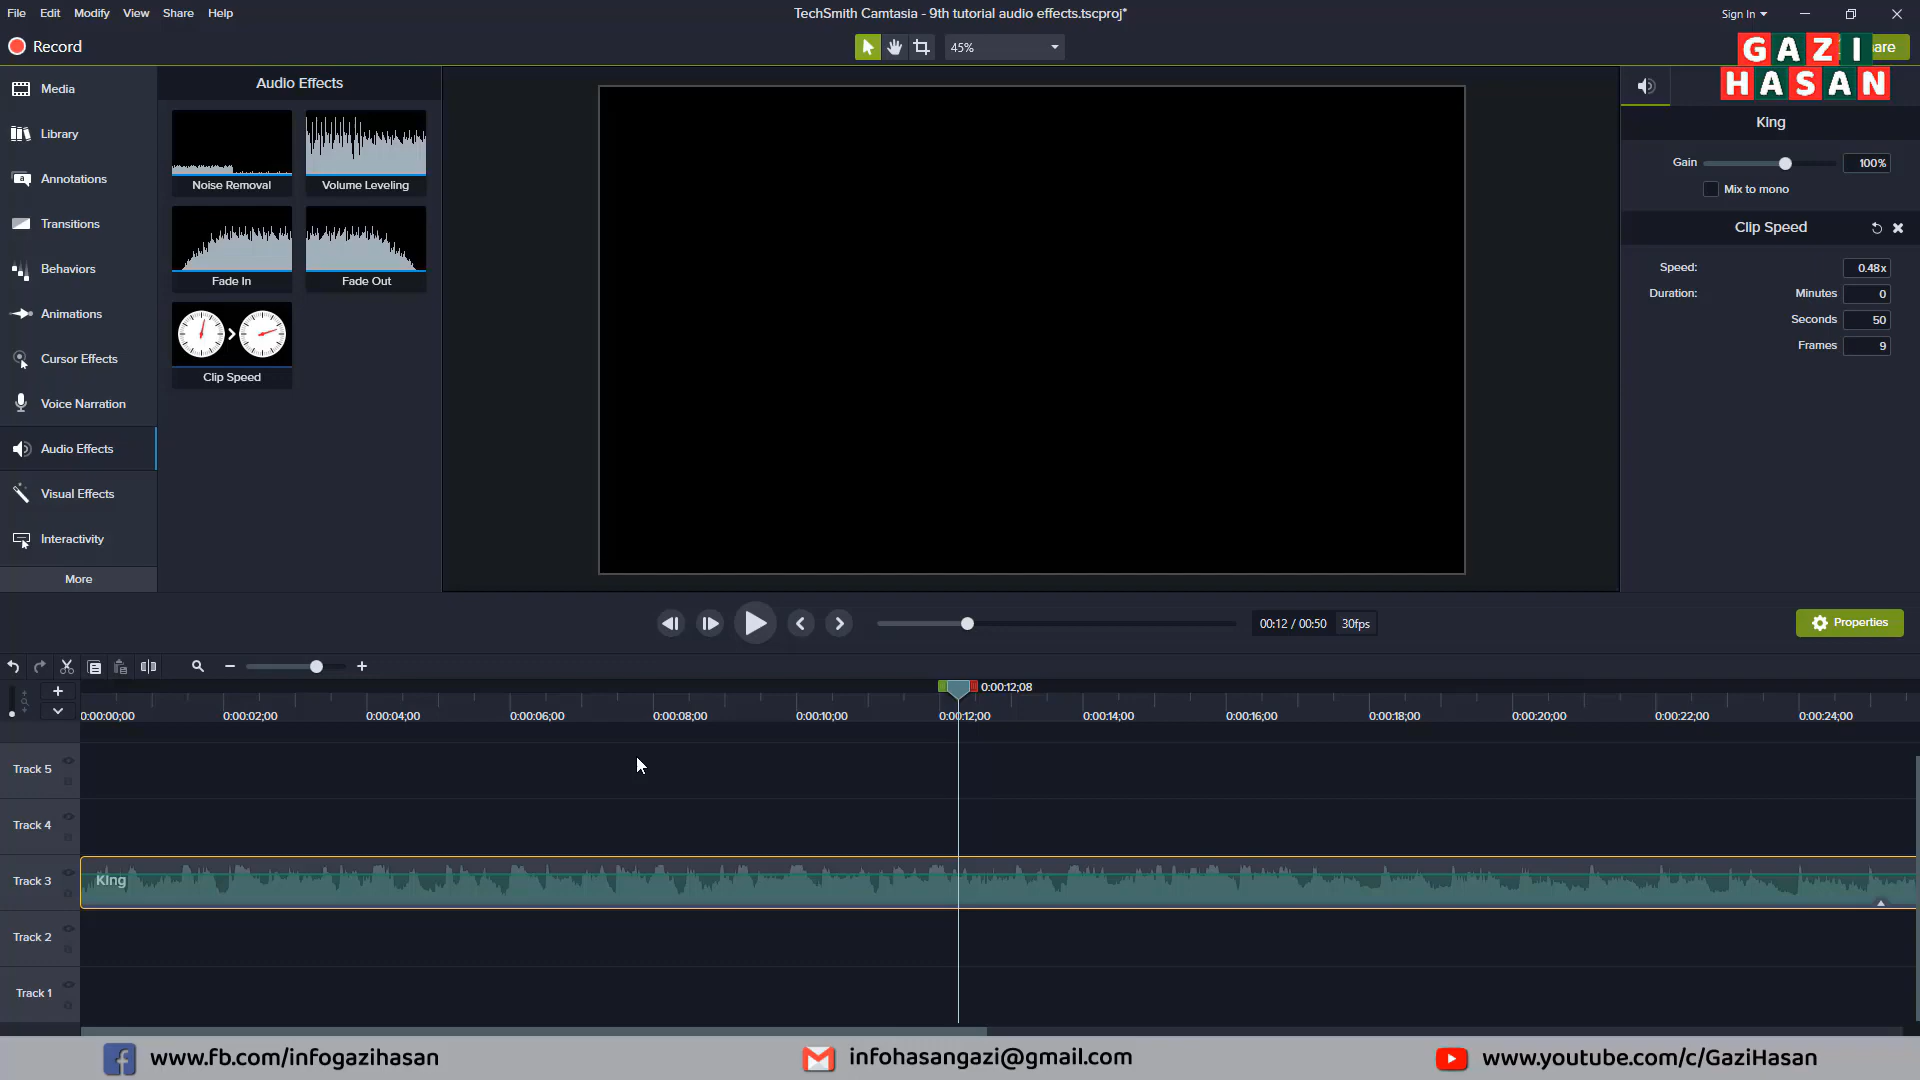 File Edit Modify View Share Help
TechSmith Camtasia - 9th tutorial audio effects.tscproj*
Sign In
Record
45%
GAZI
HASAN
are
Media
Library
Annotations
Transitions
Behaviors
Animations
Cursor Effects
Voice Narration
Audio Effects
Visual Effects
Interactivity
More
Audio Effects
Noise Removal
Volume Leveling
Fade In
Fade Out
Clip Speed
King
Gain 100%
Mix to mono
Clip Speed
Speed: 0.48x
Duration: Minutes 0
Seconds 50
Frames 9
00:12 / 00:50 30fps
Properties
0:00:12;08
0:00:00;00 0:00:02;00 0:00:04;00 0:00:06;00 0:00:08;00 0:00:10;00 0:00:12;00 0:00:14;00 0:00:16;00 0:00:18;00 0:00:20;00 0:00:22;00 0:00:24;00
Track 5
Track 4
Track 3 King
Track 2
Track 1
www.fb.com/infogazihasan
infohasangazi@gmail.com
www.youtube.com/c/GaziHasan